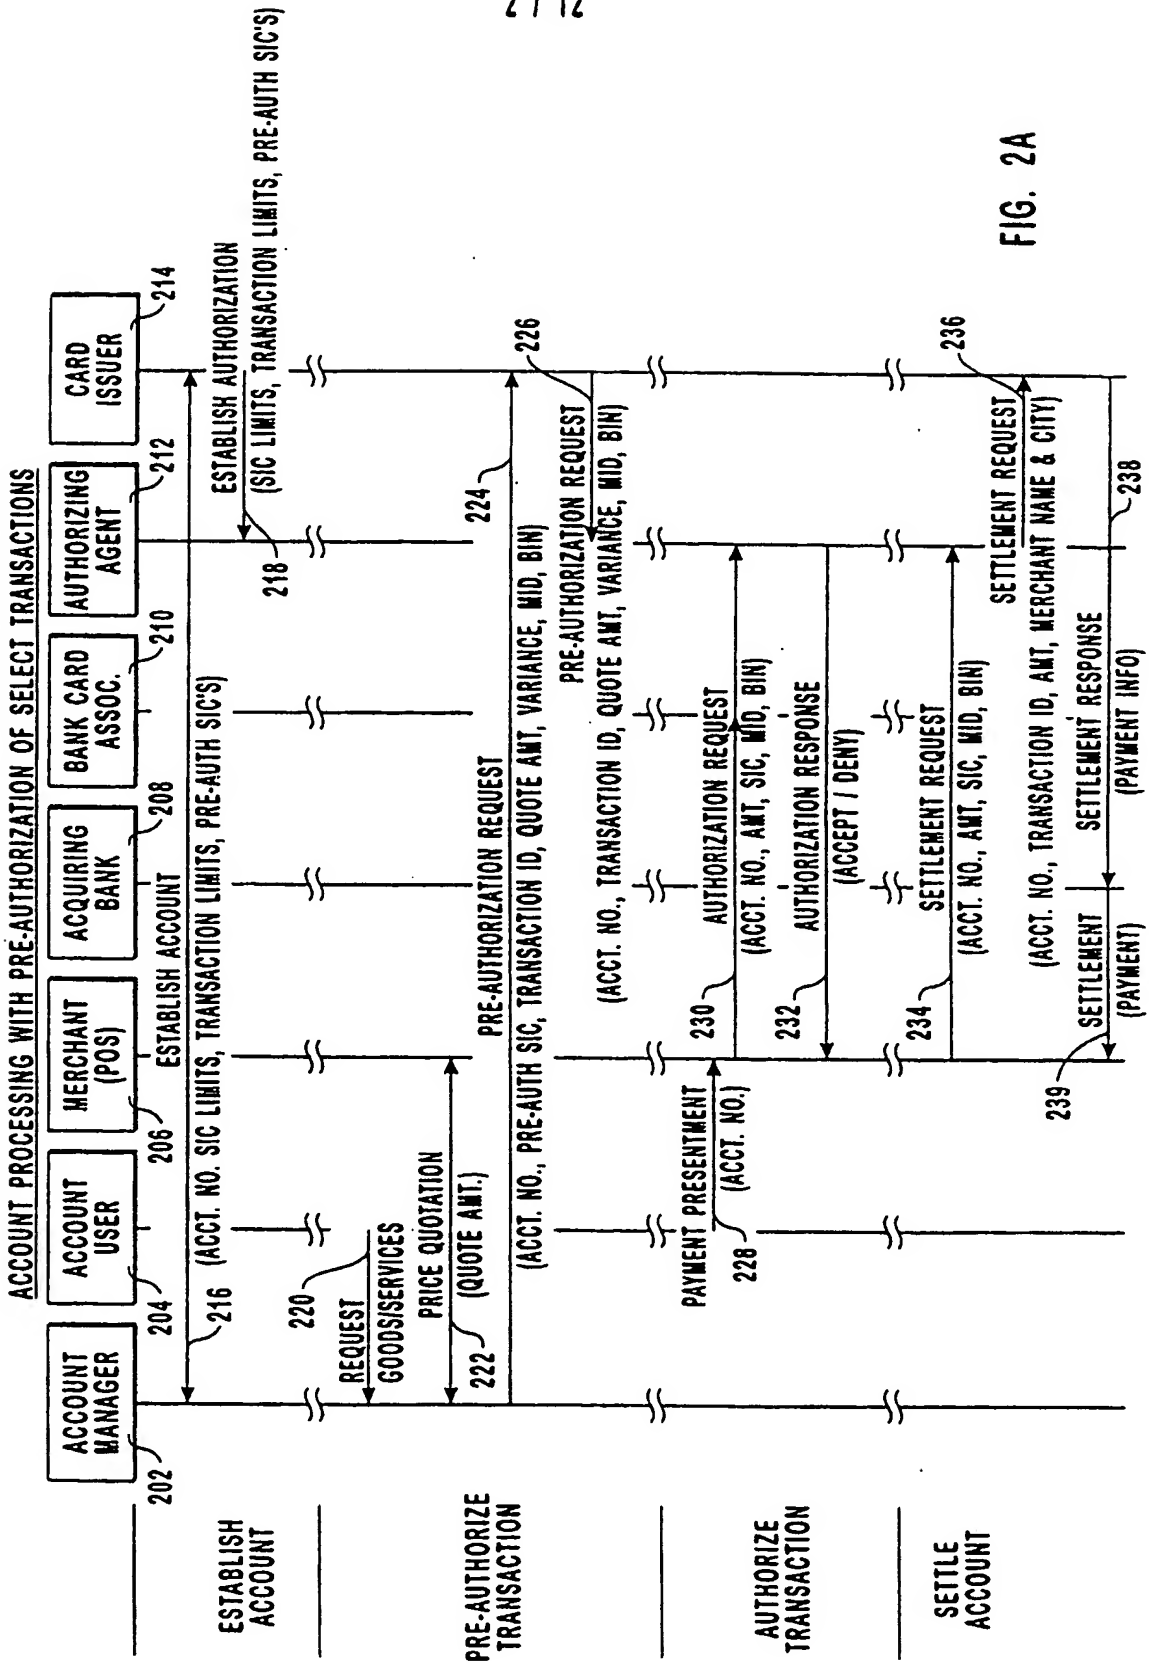 2 / 12
ACCOUNT PROCESSING WITH PRE-AUTHORIZATION OF SELECT TRANSACTIONS
ACCOUNT
MANAGER
202
ACCOUNT
USER
204
MERCHANT
(POS)
206
ACQUIRING
BANK
208
BANK CARD
ASSOC.
210
AUTHORIZING
AGENT
212
CARD
ISSUER
214
ESTABLISH
ACCOUNT
ESTABLISH ACCOUNT
(ACCT. NO. SIC LIMITS, TRANSACTION LIMITS, PRE-AUTH SIC'S)
216
ESTABLISH AUTHORIZATION
(SIC LIMITS, TRANSACTION LIMITS, PRE-AUTH SIC'S)
218
PRE-AUTHORIZE
TRANSACTION
220
REQUEST
GOODS/SERVICES
PRICE QUOTATION
(QUOTE AMT.)
222
PRE-AUTHORIZATION REQUEST
224
(ACCT. NO., PRE-AUTH SIC, TRANSACTION ID, QUOTE AMT, VARIANCE, MID, BIN)
226
PRE-AUTHORIZATION REQUEST
(ACCT. NO., TRANSACTION ID, QUOTE AMT, VARIANCE, MID, BIN)
AUTHORIZE
TRANSACTION
PAYMENT PRESENTMENT
(ACCT. NO.)
228
230
AUTHORIZATION REQUEST
(ACCT. NO., AMT, SIC, MID, BIN)
232
AUTHORIZATION RESPONSE
(ACCEPT / DENY)
SETTLE
ACCOUNT
234
SETTLEMENT REQUEST
(ACCT. NO., AMT, SIC, MID, BIN)
236
SETTLEMENT REQUEST
(ACCT. NO., TRANSACTION ID, AMT, MERCHANT NAME & CITY)
SETTLEMENT RESPONSE
(PAYMENT INFO)
238
SETTLEMENT
(PAYMENT)
239
FIG. 2A